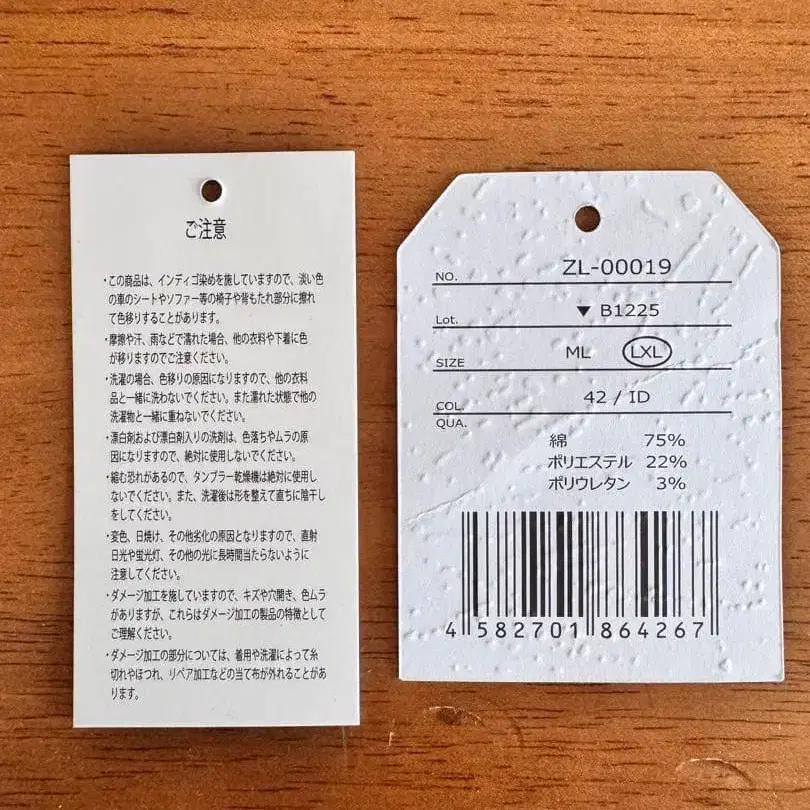 ご注意
・この商品は、インディゴ染めを施していますので、淡い色
の車のシートやソファー等の椅子や背もたれ部分に擦れ
て色移りすることがあります。
・摩擦や汗、雨などで濡れた場合、他の衣料や下着に色
が移りますのでご注意ください。
・洗濯の場合、色移りの原因になりますので、他の衣料
品と一緒に洗わないでください。また濡れた状態で他の
洗濯物と一緒に重ねないでください。
・漂白剤および漂白剤入りの洗剤は、色落ちやムラの原
因になりますので、絶対に使用しないでください。
・縮む恐れがあるので、タンブラー乾燥機は絶対に使用し
ないでください。また、洗濯後は形を整えて直ちに陰干し
をしてください。
・変色、日焼け、その他劣化の原因となりますので、直射
日光や蛍光灯、その他の光に長時間当たらないように
注意してください。
・ダメージ加工を施していますので、キズや穴開き、色ムラ
がありますが、これらはダメージ加工の製品の特徴として
ご理解ください。
・ダメージ加工の部分については、着用や洗濯によって糸
切れやほつれ、リペア加工などの当て布が外れることがあ
ります。
NO. ZL-00019
Lot. ▼ B1225
SIZE ML LXL
COL. 42 / ID
QUA.
綿 75%
ポリエステル 22%
ポリウレタン 3%
4 582701 864267